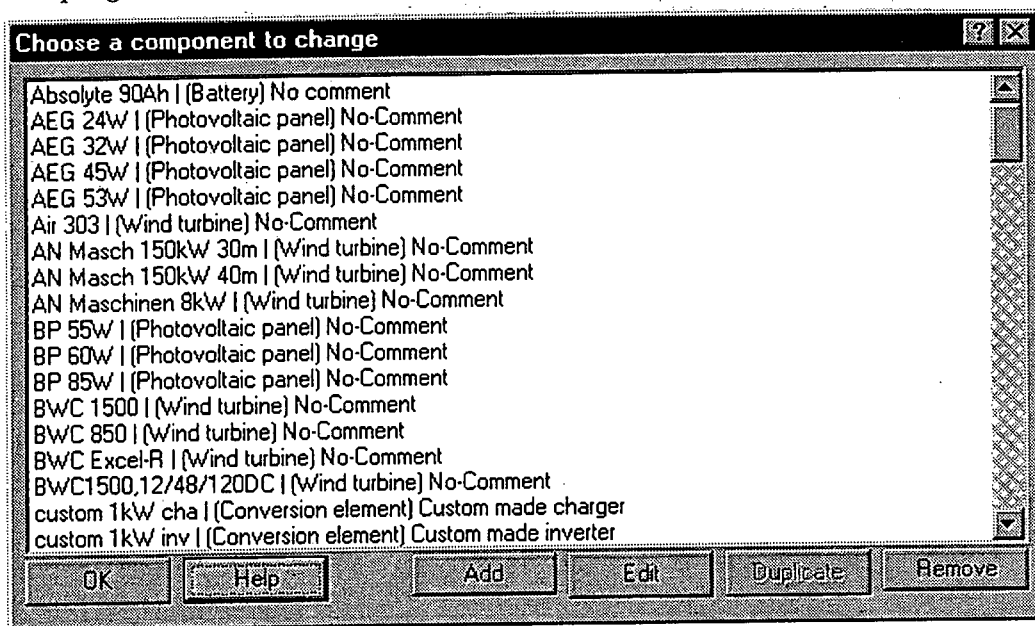 Choose a component to change
Absolyte 90Ah | (Battery) No comment
AEG 24W | (Photovoltaic panel) No-Comment
AEG 32W | (Photovoltaic panel) No-Comment
AEG 45W | (Photovoltaic panel) No-Comment
AEG 53W | (Photovoltaic panel) No-Comment
Air 303 | (Wind turbine) No-Comment
AN Masch 150kW 30m | (Wind turbine) No-Comment
AN Masch 150kW 40m | (Wind turbine) No-Comment
AN Maschinen 8kW | (Wind turbine) No-Comment
BP 55W | (Photovoltaic panel) No-Comment
BP 60W | (Photovoltaic panel) No-Comment
BP 85W | (Photovoltaic panel) No-Comment
BWC 1500 | (Wind turbine) No-Comment
BWC 850 | (Wind turbine) No-Comment
BWC Excel-R | (Wind turbine) No-Comment
BWC1500,12/48/120DC | (Wind turbine) No-Comment
custom 1kW cha | (Conversion element) Custom made charger
custom 1kW inv | (Conversion element) Custom made inverter
OK Help Add Edit Duplicate Remove